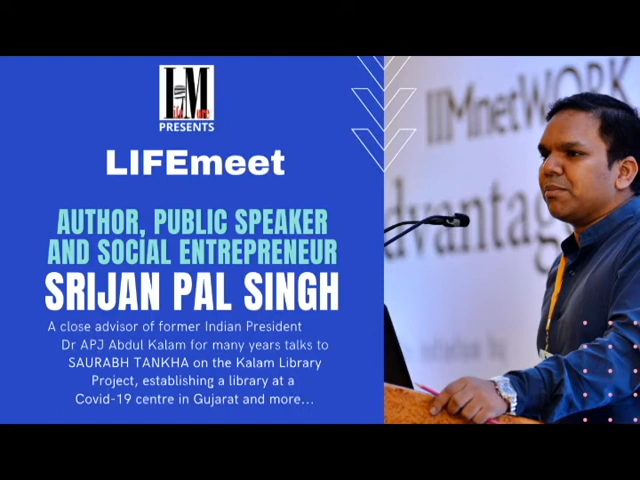 PRESENTS
LIFEmeet
AUTHOR, PUBLIC SPEAKER
AND SOCIAL ENTREPRENEUR
SRIJAN PAL SINGH
A close advisor of former Indian President
Dr APJ Abdul Kalam for many years talks to
SAURABH TANKHA on the Kalam Library
Project, establishing a library at a
Covid-19 centre in Gujarat and more...
IIMnetWORK
dvantag